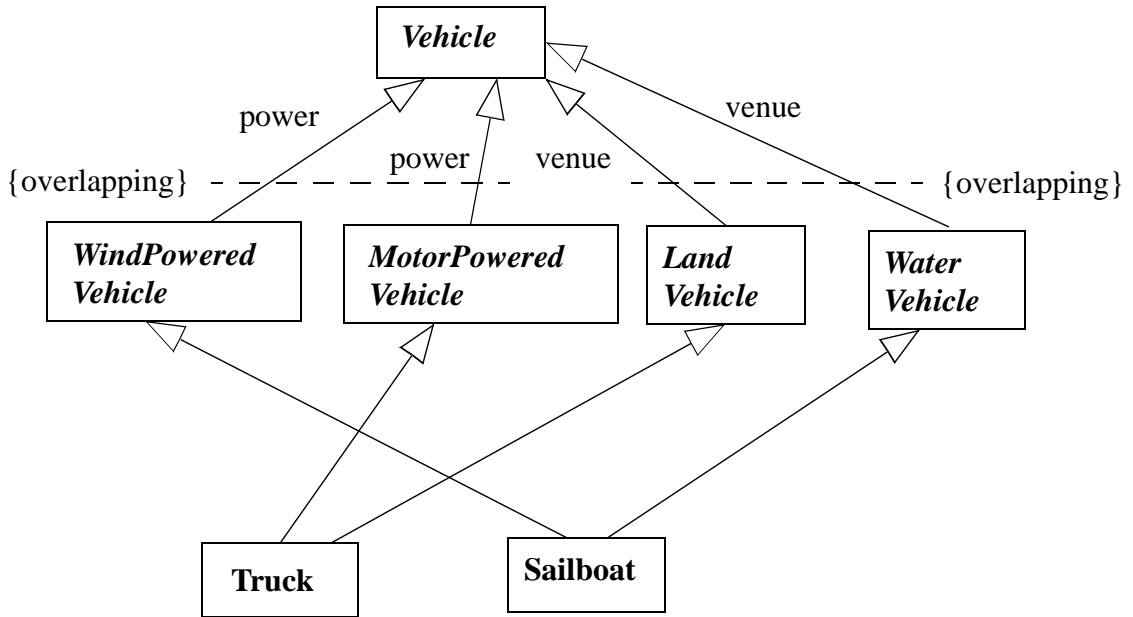 Vehicle
power
venue
power
venue
{overlapping}
{overlapping}
WindPowered
Vehicle
MotorPowered
Vehicle
Land
Vehicle
Water
Vehicle
Truck
Sailboat